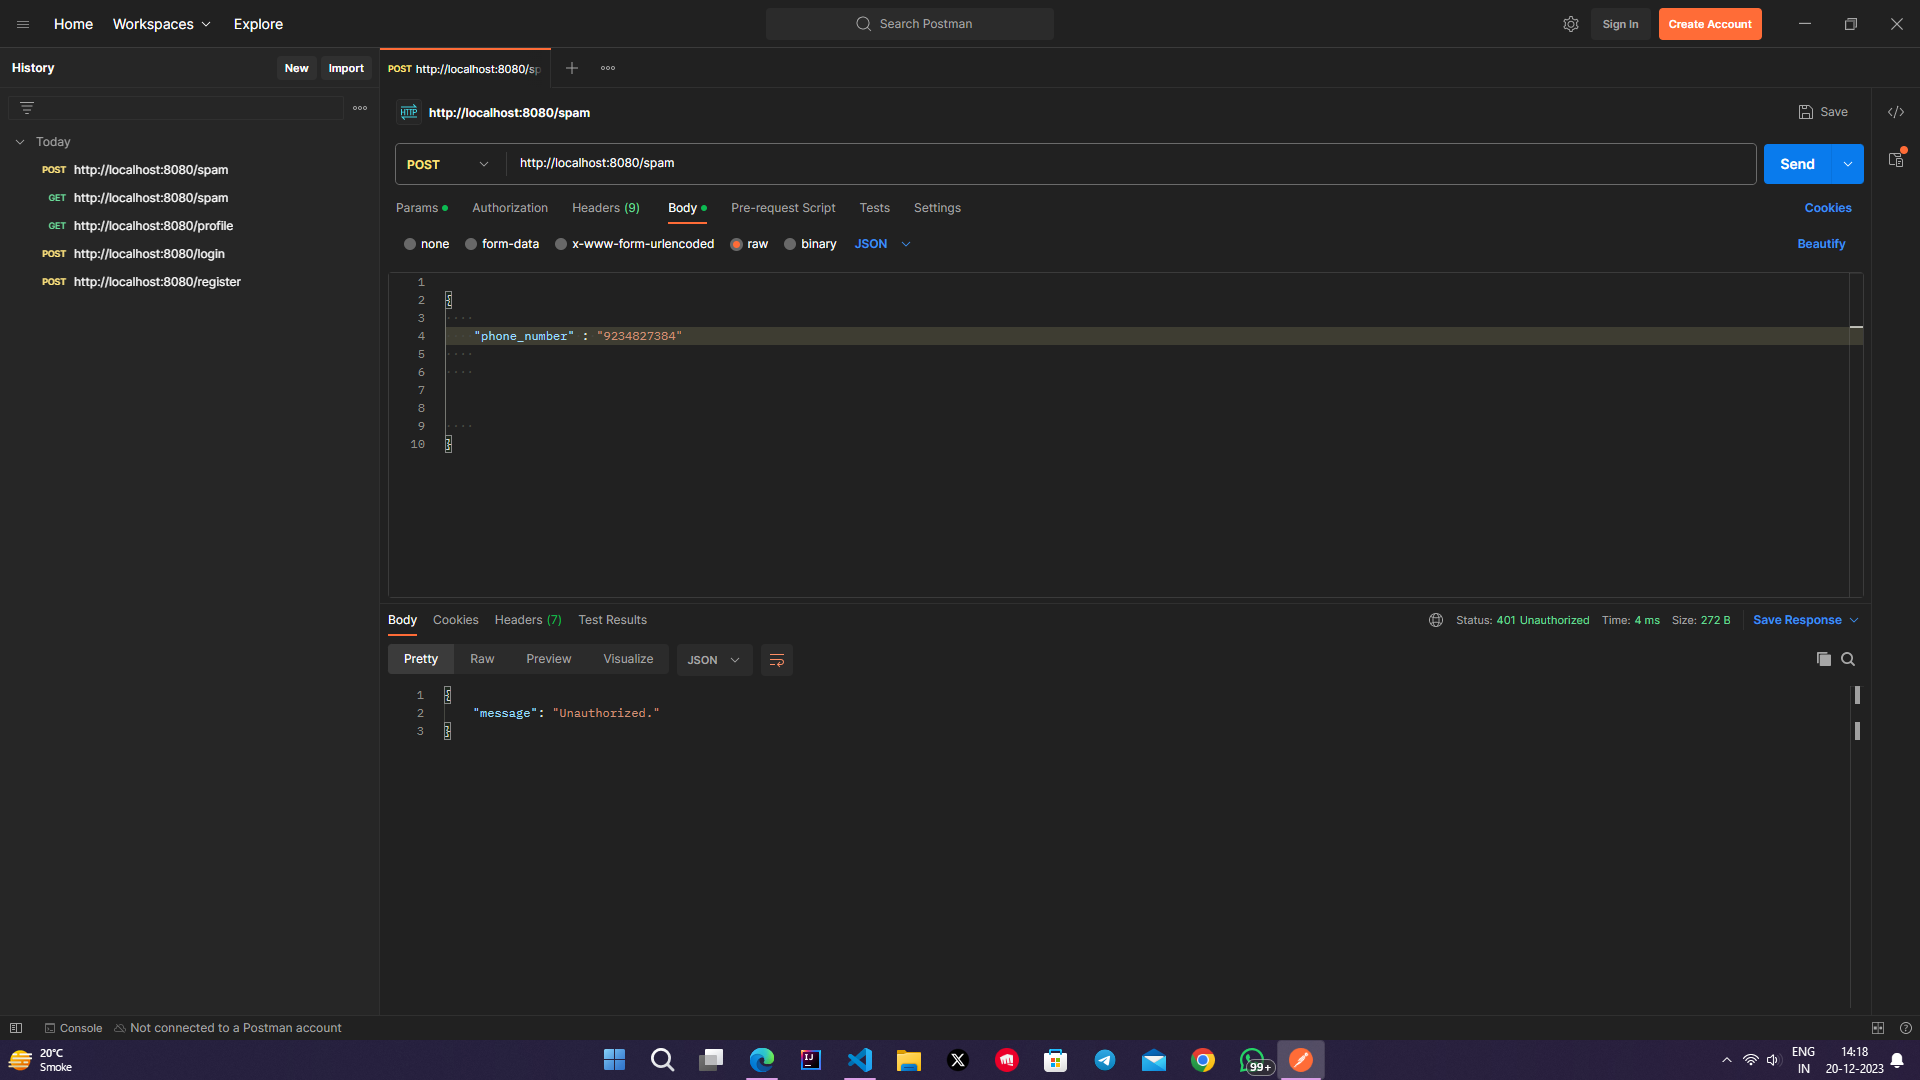 Home Workspaces Explore Search Postman Sign In Create Account
History New Import POST http://localhost:8080/sp
HTTP http://localhost:8080/spam Save
Today
POST http://localhost:8080/spam
GET http://localhost:8080/spam
GET http://localhost:8080/profile
POST http://localhost:8080/login
POST http://localhost:8080/register
POST http://localhost:8080/spam Send
Params Authorization Headers (9) Body Pre-request Script Tests Settings Cookies
none form-data x-www-form-urlencoded raw binary JSON Beautify
1
2 {
3 ····
4 "phone_number" : "9234827384"
5 ····
6 ····
7
8
9 ····
10 }
Body Cookies Headers (7) Test Results Status: 401 Unauthorized Time: 4 ms Size: 272 B Save Response
Pretty Raw Preview Visualize JSON
1 {
2 "message": "Unauthorized."
3 }
Console Not connected to a Postman account
20°C
Smoke
IJ
99+
ENG
IN
14:18
20-12-2023